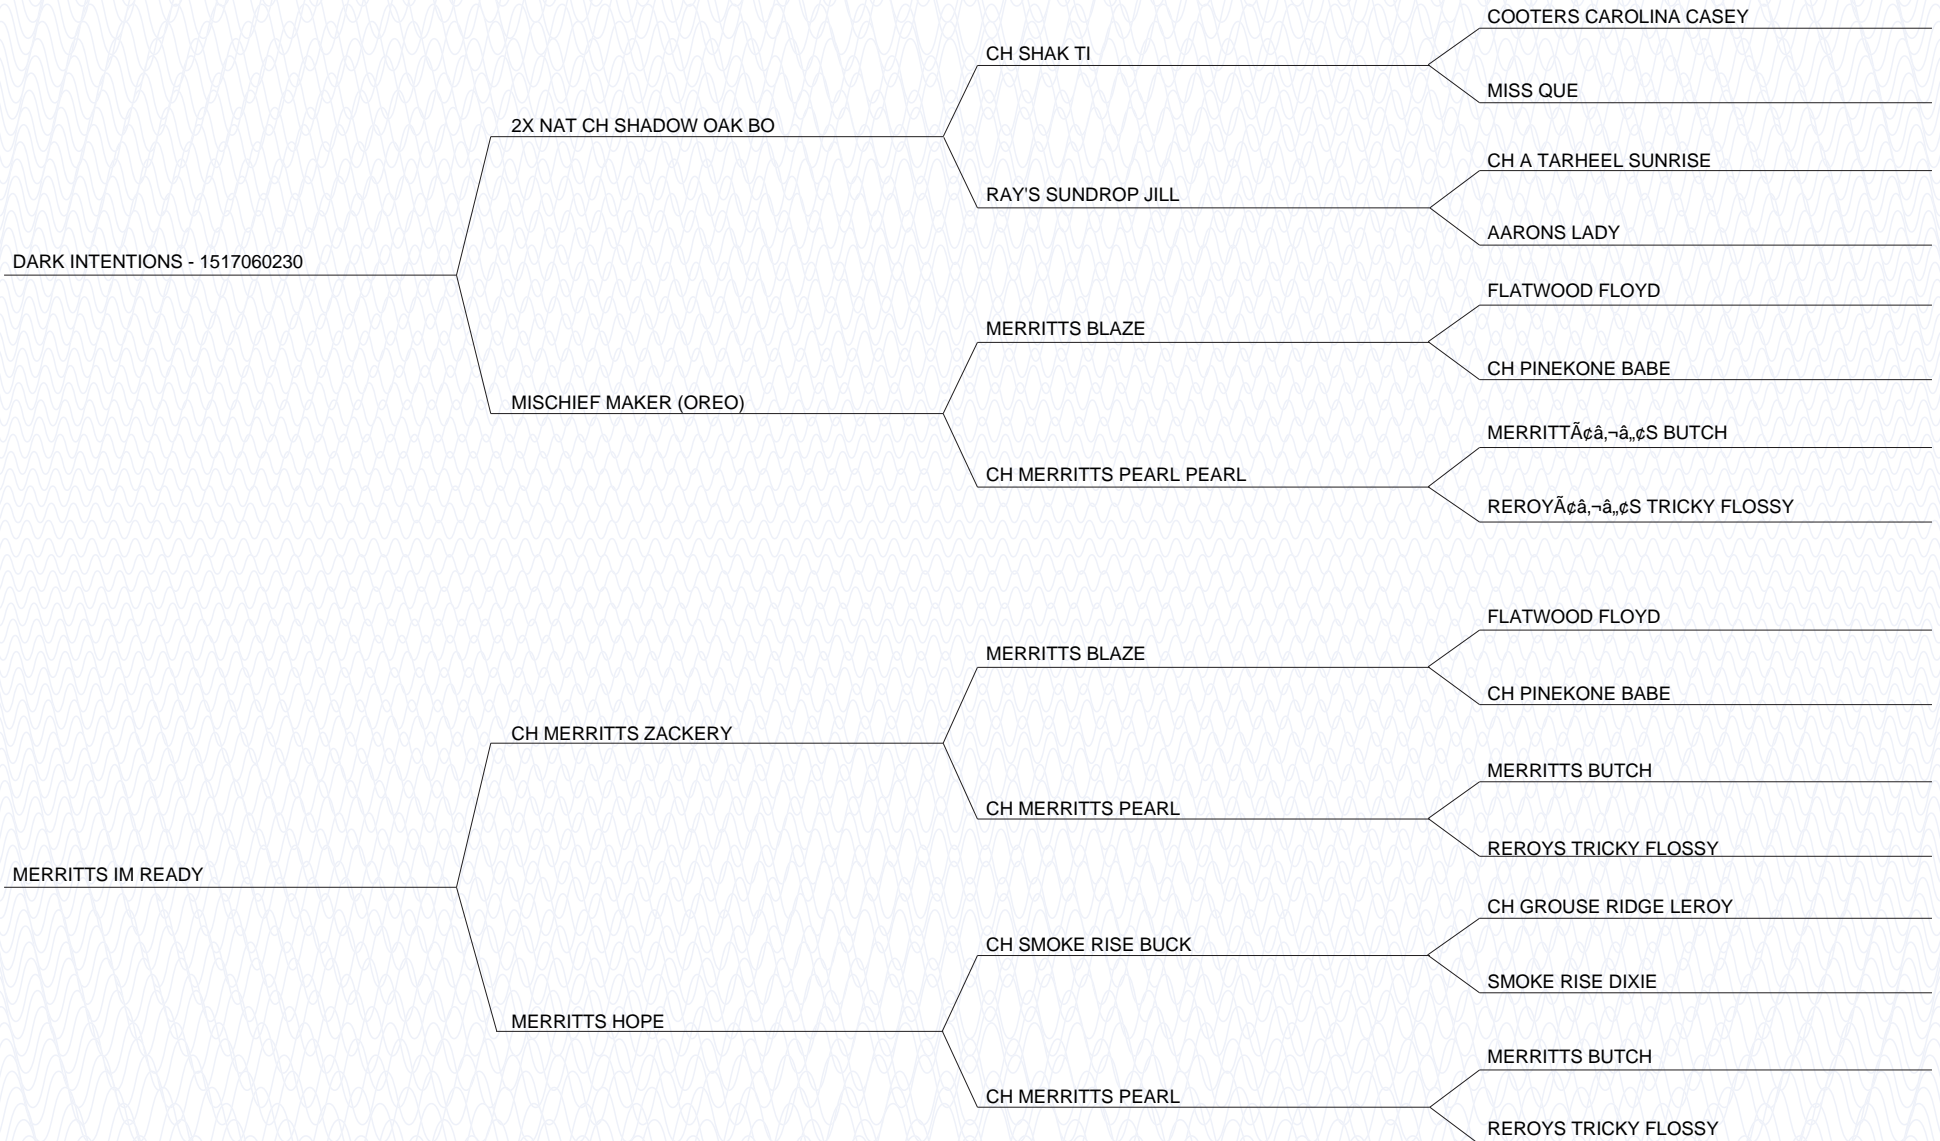 COOTERS CAROLINA CASEY
CH SHAK TI
MISS QUE
2X NAT CH SHADOW OAK BO
CH A TARHEEL SUNRISE
RAY'S SUNDROP JILL
AARONS LADY
DARK INTENTIONS - 1517060230
FLATWOOD FLOYD
MERRITTS BLAZE
CH PINEKONE BABE
MISCHIEF MAKER (OREO)
MERRITTÃ¢â‚¬â„¢S BUTCH
CH MERRITTS PEARL PEARL
REROYÃ¢â‚¬â„¢S TRICKY FLOSSY
FLATWOOD FLOYD
MERRITTS BLAZE
CH PINEKONE BABE
CH MERRITTS ZACKERY
MERRITTS BUTCH
CH MERRITTS PEARL
REROYS TRICKY FLOSSY
MERRITTS IM READY
CH GROUSE RIDGE LEROY
CH SMOKE RISE BUCK
SMOKE RISE DIXIE
MERRITTS HOPE
MERRITTS BUTCH
CH MERRITTS PEARL
REROYS TRICKY FLOSSY